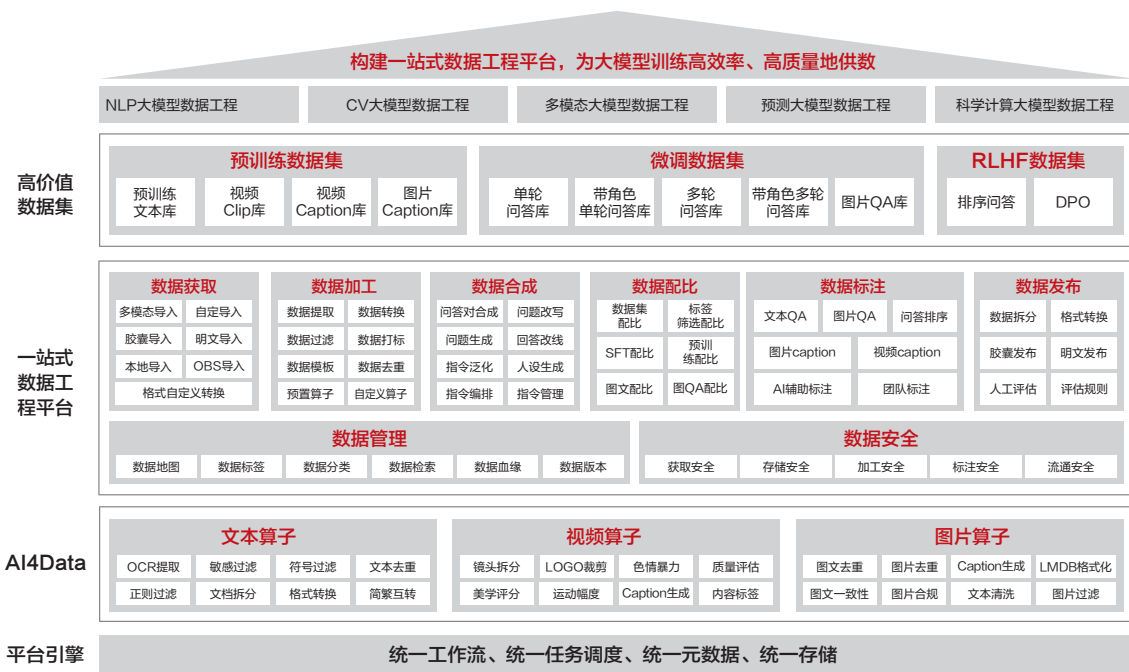 构建一站式数据工程平台，为大模型训练高效率、高质量地供数
NLP大模型数据工程
CV大模型数据工程
多模态大模型数据工程
预测大模型数据工程
科学计算大模型数据工程
高价值
数据集
预训练数据集
预训练
文本库
视频
Clip库
视频
Caption库
图片
Caption库
微调数据集
单轮
问答库
带角色
单轮问答库
多轮
问答库
带角色多轮
问答库
图片QA库
RLHF数据集
排序问答
DPO
一站式
数据工
程平台
数据获取
多模态导入
自定导入
胶囊导入
明文导入
本地导入
OBS导入
格式自定义转换
数据加工
数据提取
数据转换
数据过滤
数据打标
数据模板
数据去重
预置算子
自定义算子
数据合成
问答对合成
问题改写
问题生成
回答改线
指令泛化
人设生成
指令编排
指令管理
数据配比
数据集
配比
标签
筛选配比
SFT配比
预训
练配比
图文配比
图QA配比
数据标注
文本QA
图片QA
问答排序
图片caption
视频caption
AI辅助标注
团队标注
数据发布
数据拆分
格式转换
胶囊发布
明文发布
人工评估
评估规则
数据管理
数据地图
数据标签
数据分类
数据检索
数据血缘
数据版本
数据安全
获取安全
存储安全
加工安全
标注安全
流通安全
AI4Data
文本算子
OCR提取
敏感过滤
符号过滤
文本去重
正则过滤
文档拆分
格式转换
简繁互转
视频算子
镜头拆分
LOGO裁剪
色情暴力
质量评估
美学评分
运动幅度
Caption生成
内容标签
图片算子
图文去重
图片去重
Caption生成
LMDB格式化
图文一致性
图片合规
文本清洗
图片过滤
平台引擎
统一工作流、统一任务调度、统一元数据、统一存储